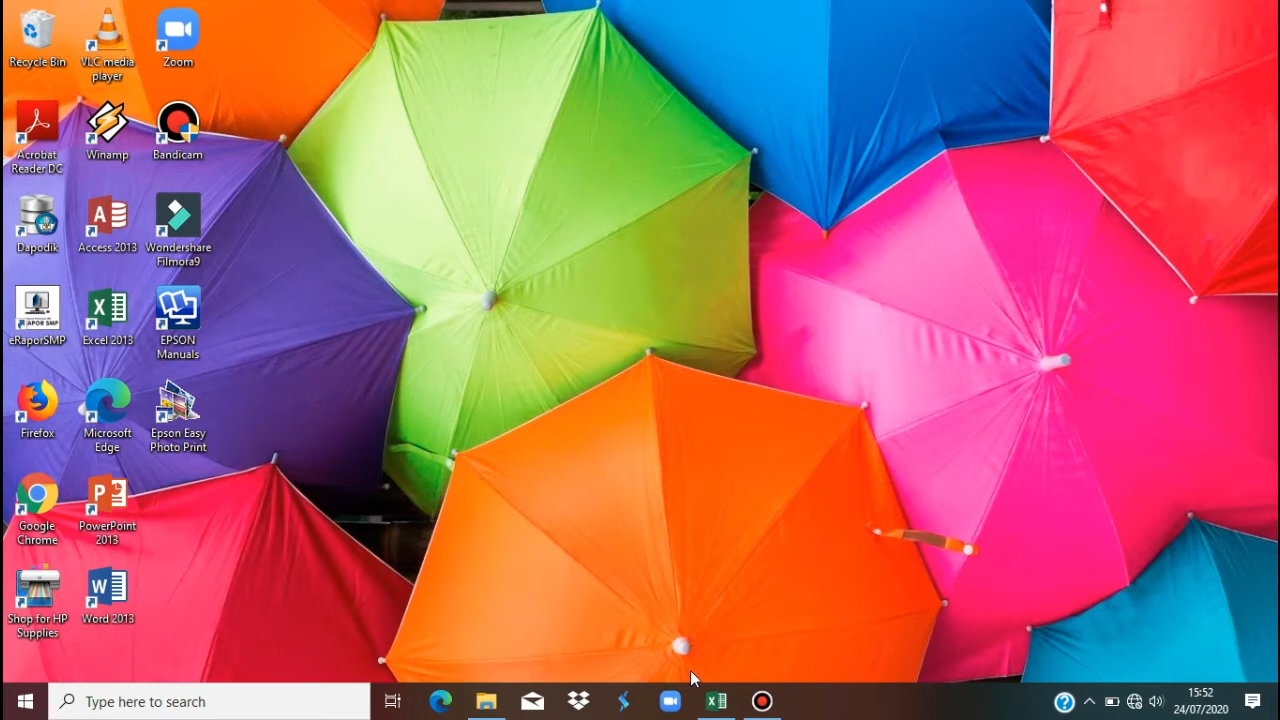 Recycle Bin
VLC media
player
Zoom
Acrobat
Reader DC
Winamp
Bandicam
Dapodik
Access 2013
Wondershare
Filmora9
eRaporSMP
Excel 2013
EPSON
Manuals
Firefox
Microsoft
Edge
Epson Easy
Photo Print
Google
Chrome
PowerPoint
2013
Shop for HP
Supplies
Word 2013
Type here to search
15:52
24/07/2020